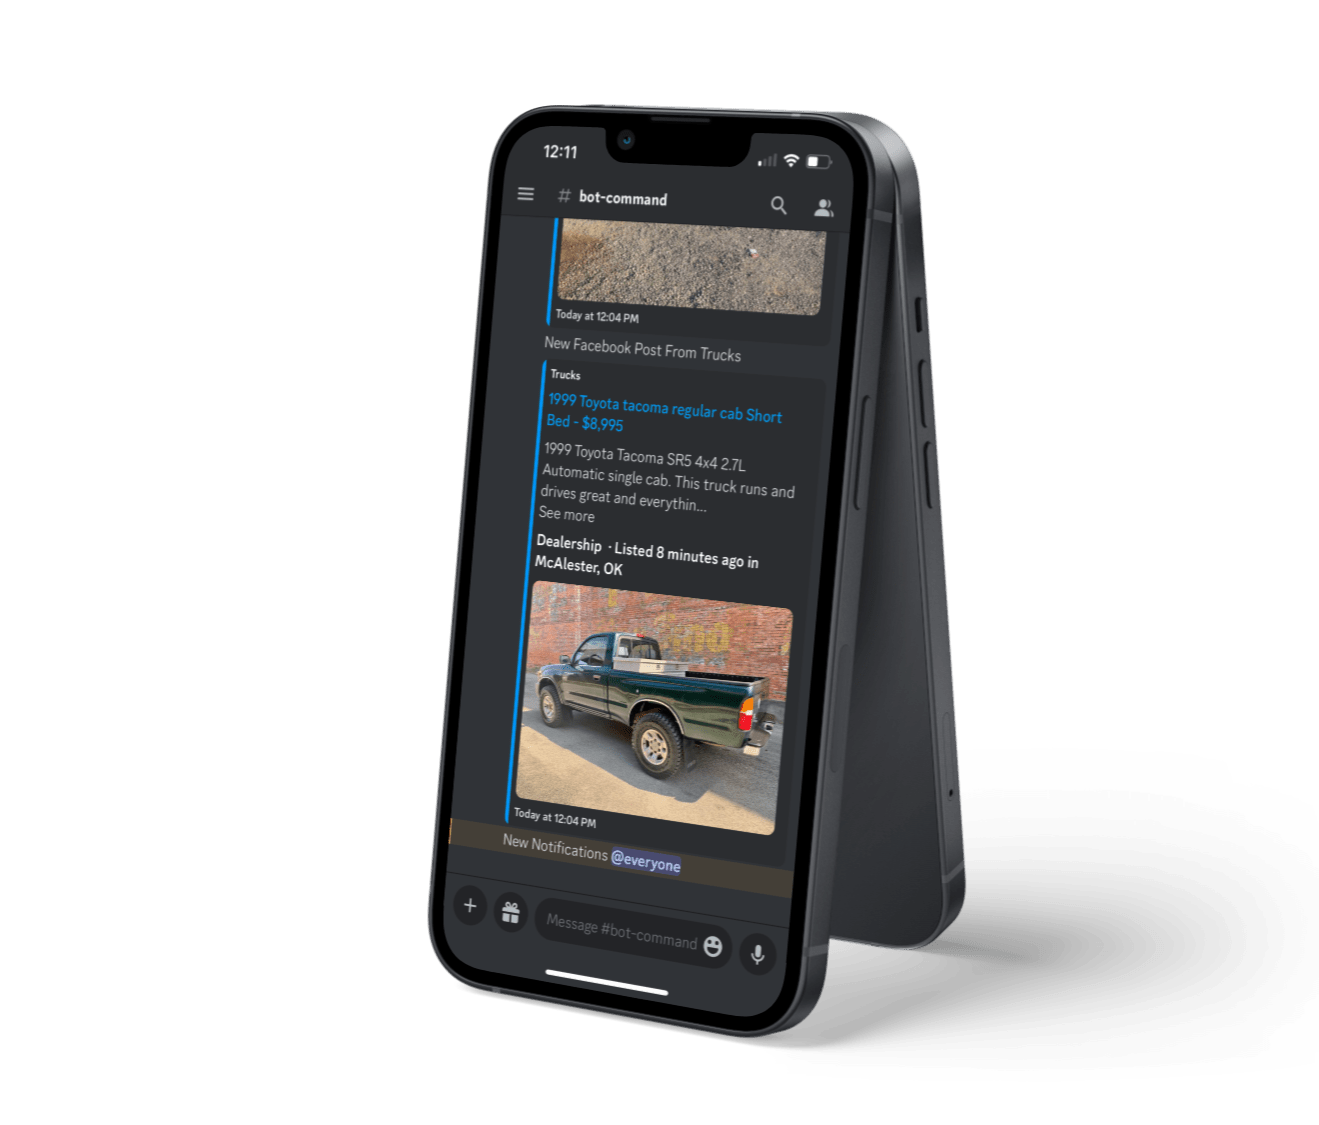 12:11
# bot-command
Today at 12:04 PM
New Facebook Post From Trucks
Trucks
1999 Toyota tacoma regular cab Short
Bed - $8,995
1999 Toyota Tacoma SR5 4x4 2.7L
Automatic single cab. This truck runs and
drives great and everythin...
See more
Dealership · Listed 8 minutes ago in
McAlester, OK
Today at 12:04 PM
New Notifications @everyone
Message #bot-command